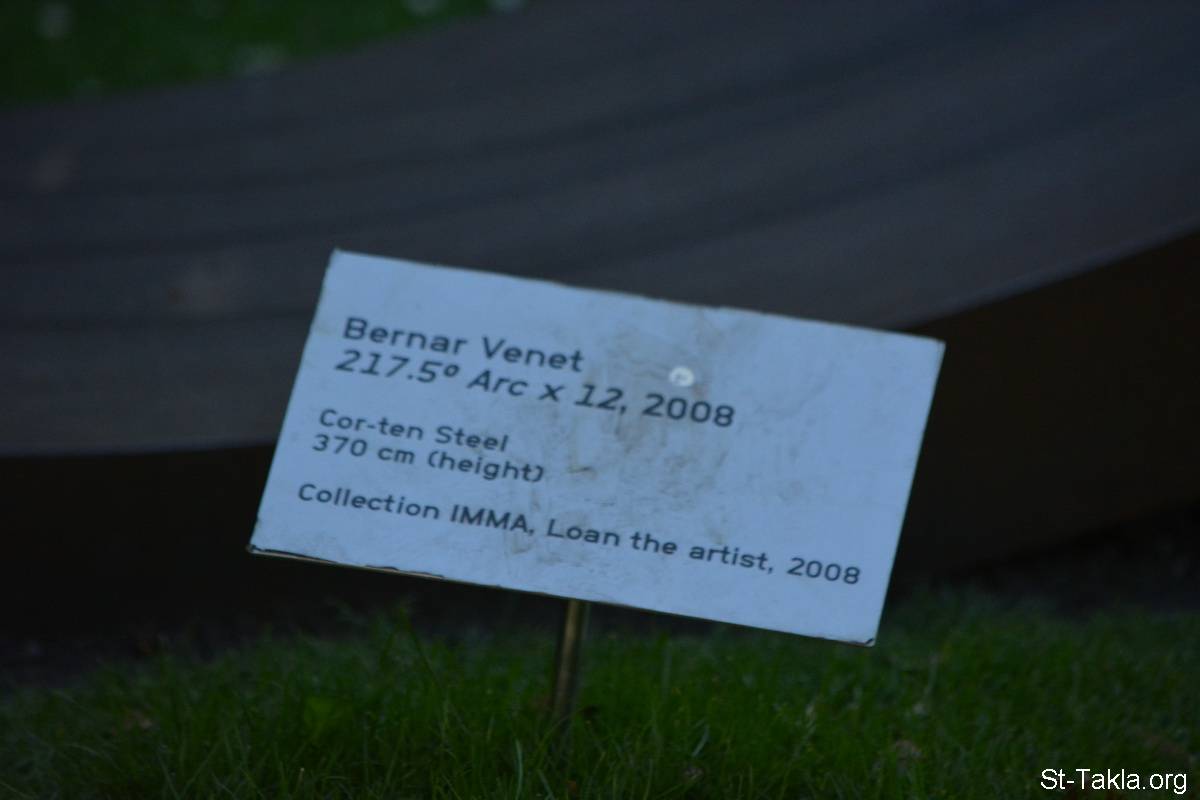 Bernar Venet
217.5º Arc x 12, 2008
Cor-ten Steel
370 cm (height)
Collection IMMA, Loan the artist, 2008
St-Takla.org